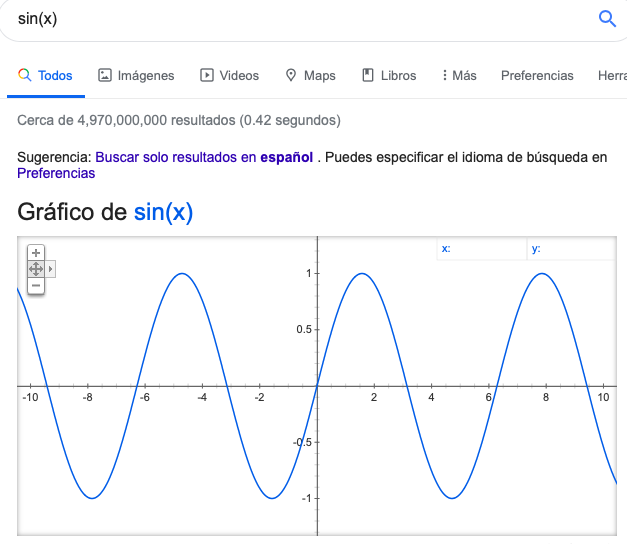 sin(x)
Todos Imágenes Videos Maps Libros Más Preferencias Herra
Cerca de 4,970,000,000 resultados (0.42 segundos)
Sugerencia: Buscar solo resultados en español . Puedes especificar el idioma de búsqueda en
Preferencias
Gráfico de sin(x)
x: y:
1
0.5
-10 -8 -6 -4 -2 2 4 6 8 10
-0.5
-1